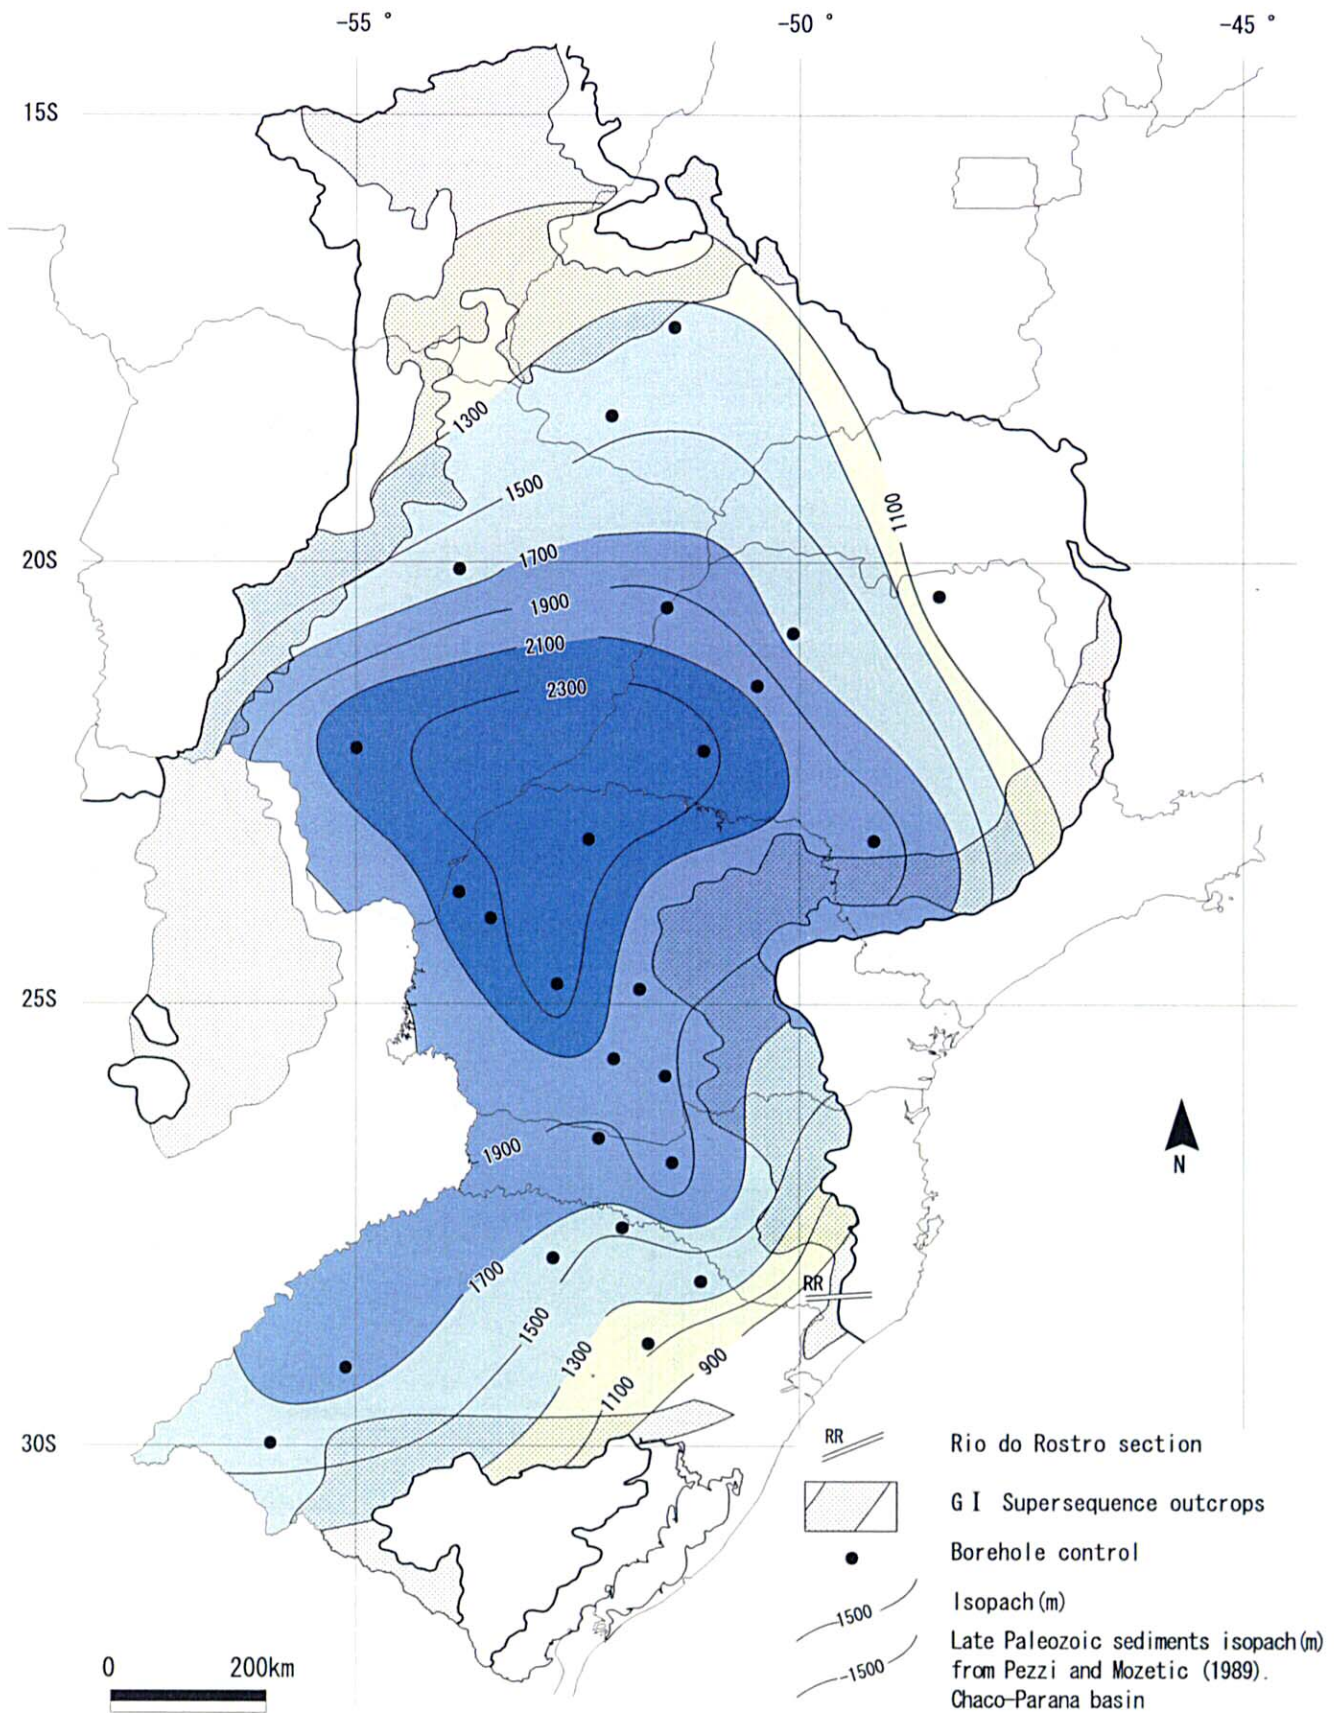 -55 ° -50 ° -45 °
15S
1300
1500
1100
20S
1700
1900
2100
2300
25S
1900
N
1700
RR
1500
1300
900
1100
30S
RR Rio do Rostro section
G I Supersequence outcrops
Borehole control
1500 Isopach(m)
-1500 Late Paleozoic sediments isopach(m)
from Pezzi and Mozetic (1989).
Chaco-Parana basin
0 200km